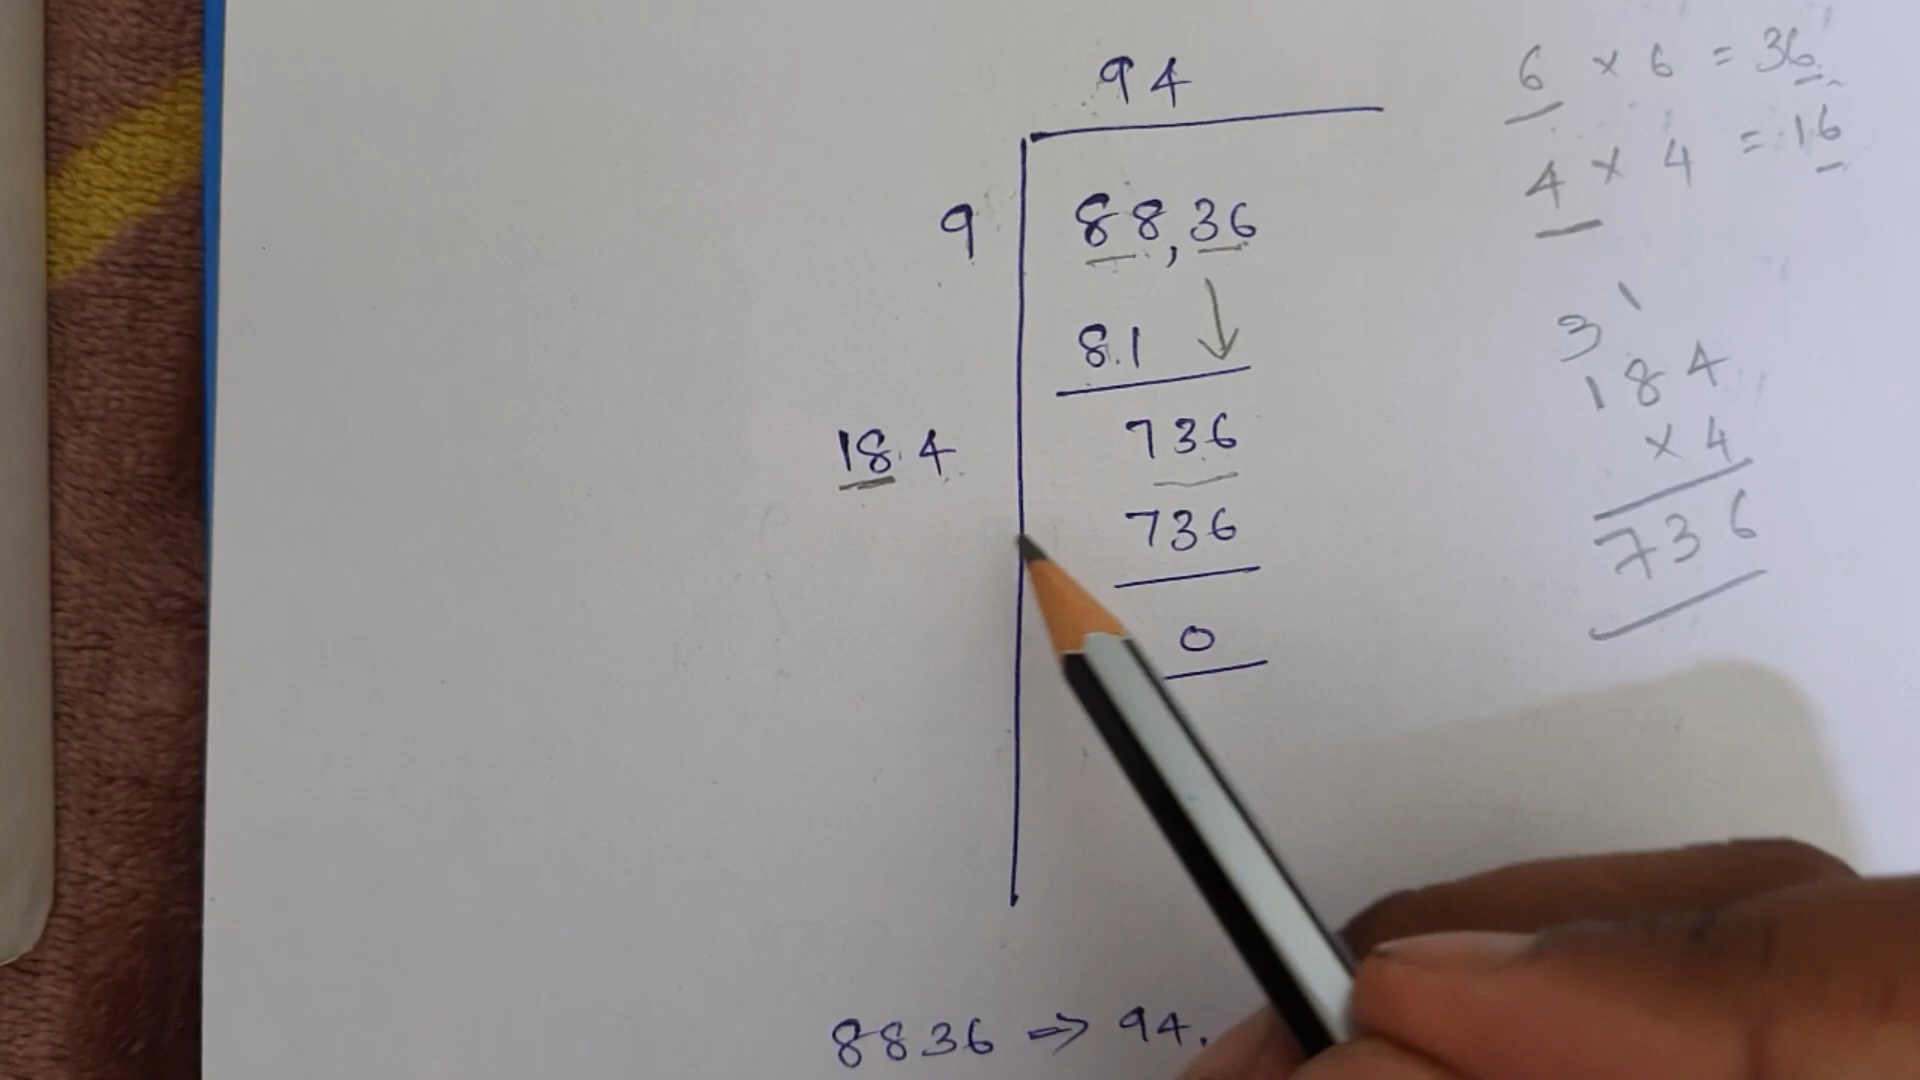 94
9 88,36
81
18 4 736
736
0
8836 ⇒ 94.
6 × 6 = 36
4 × 4 = 16
3 1
184
× 4
736